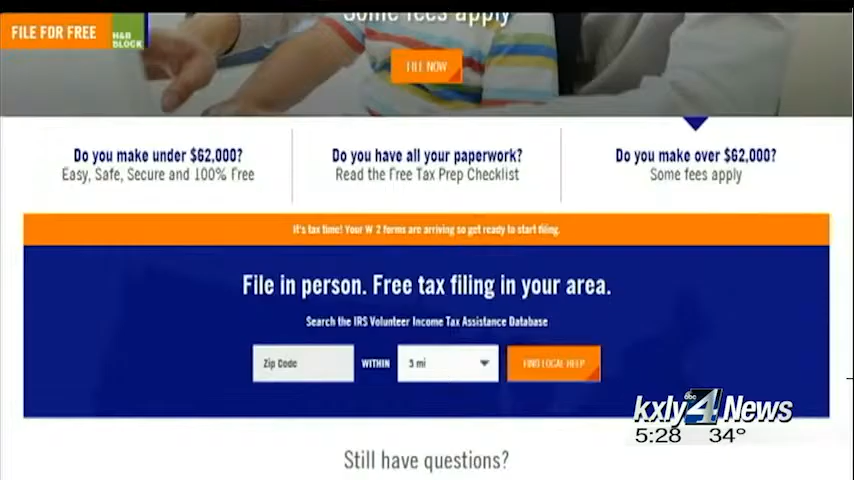 Some fees apply
FILE FOR FREE
H&R
BLOCK
FILE NOW
Do you make under $62,000?
Easy, Safe, Secure and 100% Free
Do you have all your paperwork?
Read the Free Tax Prep Checklist
Do you make over $62,000?
Some fees apply
It's tax time! Your W 2 forms are arriving so get ready to start filing.
File in person. Free tax filing in your area.
Search the IRS Volunteer Income Tax Assistance Database
Zip Code
WITHIN
5 mi
FIND LOCAL HELP
kxly abc 4 News
5:28 34°
Still have questions?